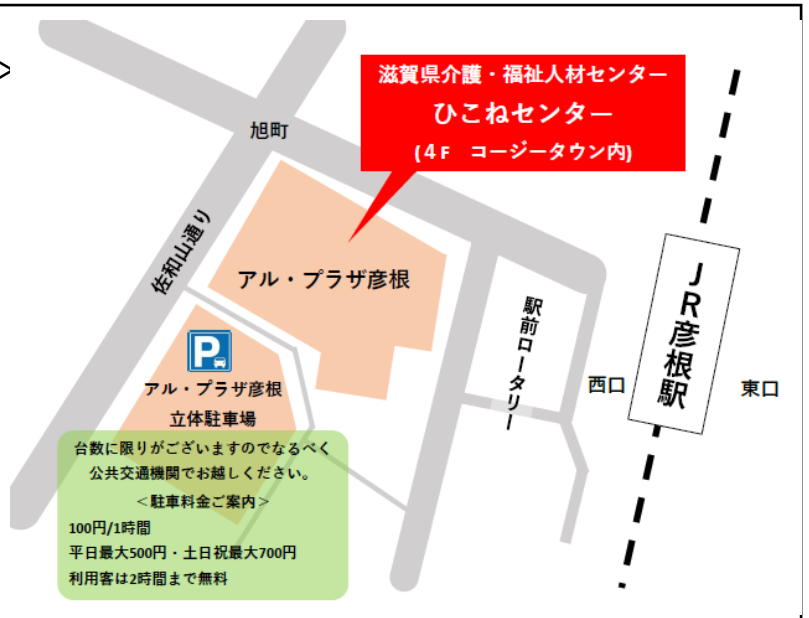 >
滋賀県介護・福祉人材センター
ひこねセンター
(4F コージータウン内)
旭町
佐和山通り
アル・プラザ彦根
駅前ロータリー
JR彦根駅
西口
東口
P
アル・プラザ彦根
立体駐車場
台数に限りがございますのでなるべく
公共交通機関でお越しください。
＜駐車料金ご案内＞
100円/1時間
平日最大500円・土日祝最大700円
利用客は2時間まで無料